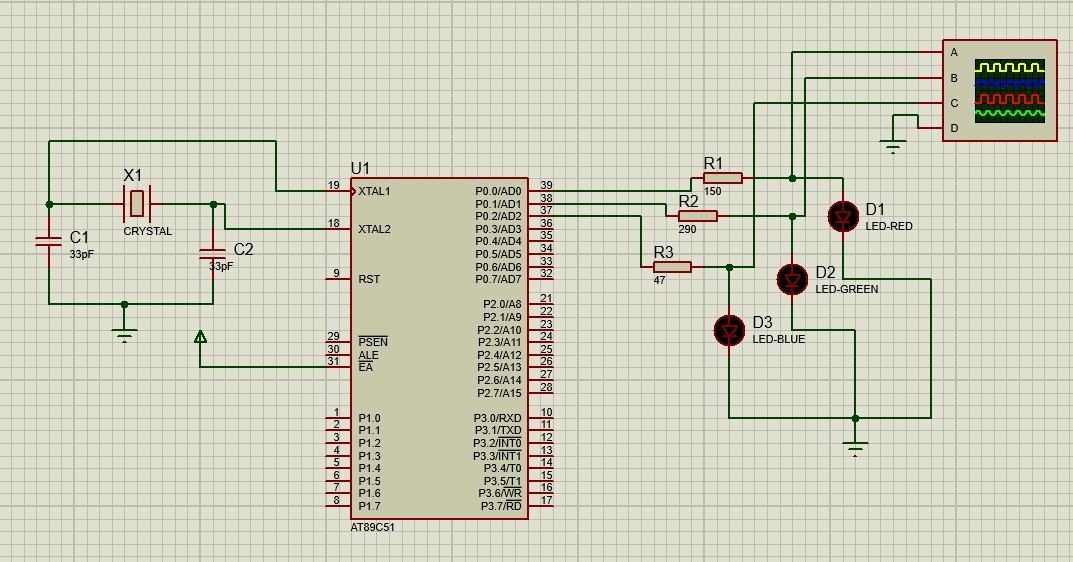 A
B
C
D
X1
CRYSTAL
C1
33pF
C2
33pF
U1
19 XTAL1
18 XTAL2
9 RST
29 PSEN
30 ALE
31 EA
1 P1.0
2 P1.1
3 P1.2
4 P1.3
5 P1.4
6 P1.5
7 P1.6
8 P1.7
P0.0/AD0 39
P0.1/AD1 38
P0.2/AD2 37
P0.3/AD3 36
P0.4/AD4 35
P0.5/AD5 34
P0.6/AD6 33
P0.7/AD7 32
P2.0/A8 21
P2.1/A9 22
P2.2/A10 23
P2.3/A11 24
P2.4/A12 25
P2.5/A13 26
P2.6/A14 27
P2.7/A15 28
P3.0/RXD 10
P3.1/TXD 11
P3.2/INT0 12
P3.3/INT1 13
P3.4/T0 14
P3.5/T1 15
P3.6/WR 16
P3.7/RD 17
AT89C51
R1
150
R2
290
R3
47
D1
LED-RED
D2
LED-GREEN
D3
LED-BLUE